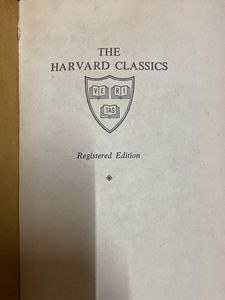 THE
HARVARD CLASSICS
VE RI
TAS
Registered Edition